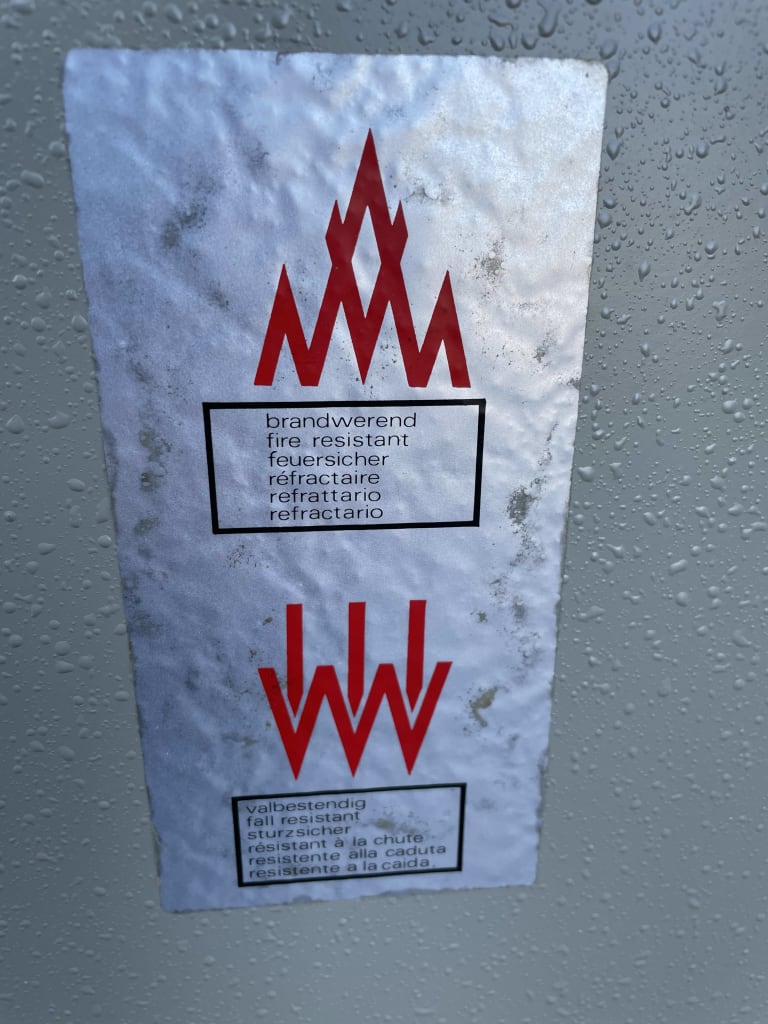 brandwerend
fire resistant
feuersicher
réfractaire
refrattario
refractario
valbestendig
fall resistant
sturzsicher
résistant à la chute
resistente alla caduta
resistente a la caida.